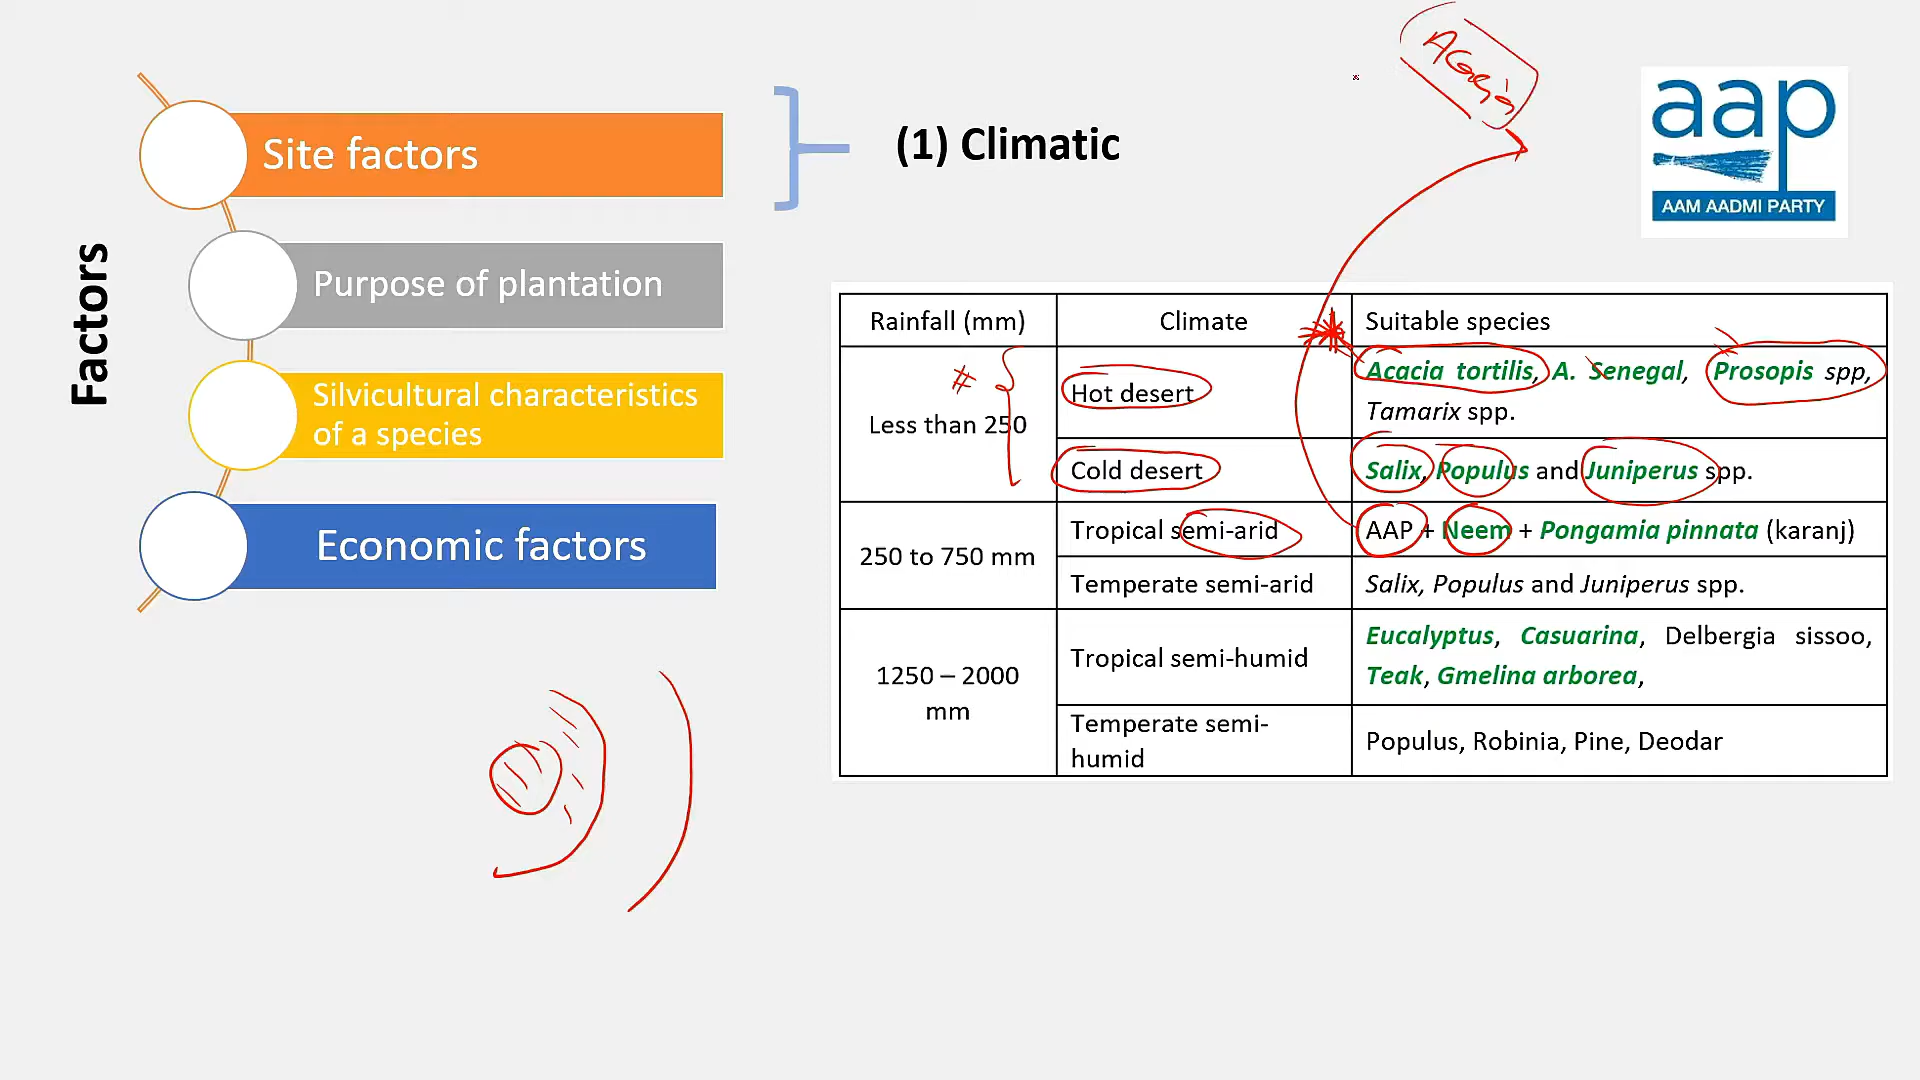 Factors
Site factors
Purpose of plantation
Silvicultural characteristics
of a species
Economic factors
(1) Climatic
Acacia
aap
AAM AADMI PARTY
Rainfall (mm)
Climate
Suitable species
#
Less than 250
Hot desert
Acacia tortilis, A. Senegal, Prosopis spp,
Tamarix spp.
Cold desert
Salix, Populus and Juniperus spp.
250 to 750 mm
Tropical semi-arid
AAP + Neem + Pongamia pinnata (karanj)
Temperate semi-arid
Salix, Populus and Juniperus spp.
1250 – 2000
mm
Tropical semi-humid
Eucalyptus, Casuarina, Delbergia sissoo,
Teak, Gmelina arborea,
Temperate semi-
humid
Populus, Robinia, Pine, Deodar